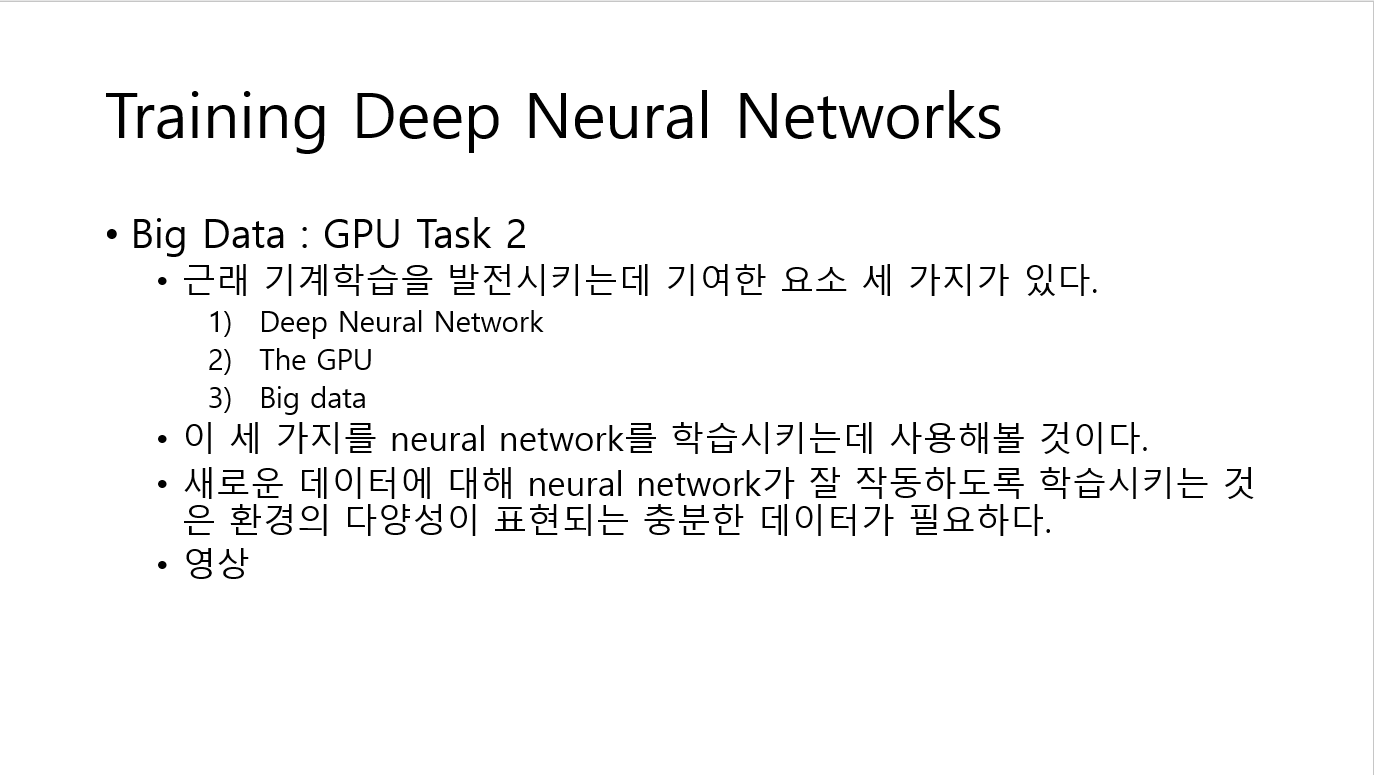 Training Deep Neural Networks
• Big Data : GPU Task 2
• 근래 기계학습을 발전시키는데 기여한 요소 세 가지가 있다.
1) Deep Neural Network
2) The GPU
3) Big data
• 이 세 가지를 neural network를 학습시키는데 사용해볼 것이다.
• 새로운 데이터에 대해 neural network가 잘 작동하도록 학습시키는 것
은 환경의 다양성이 표현되는 충분한 데이터가 필요하다.
• 영상